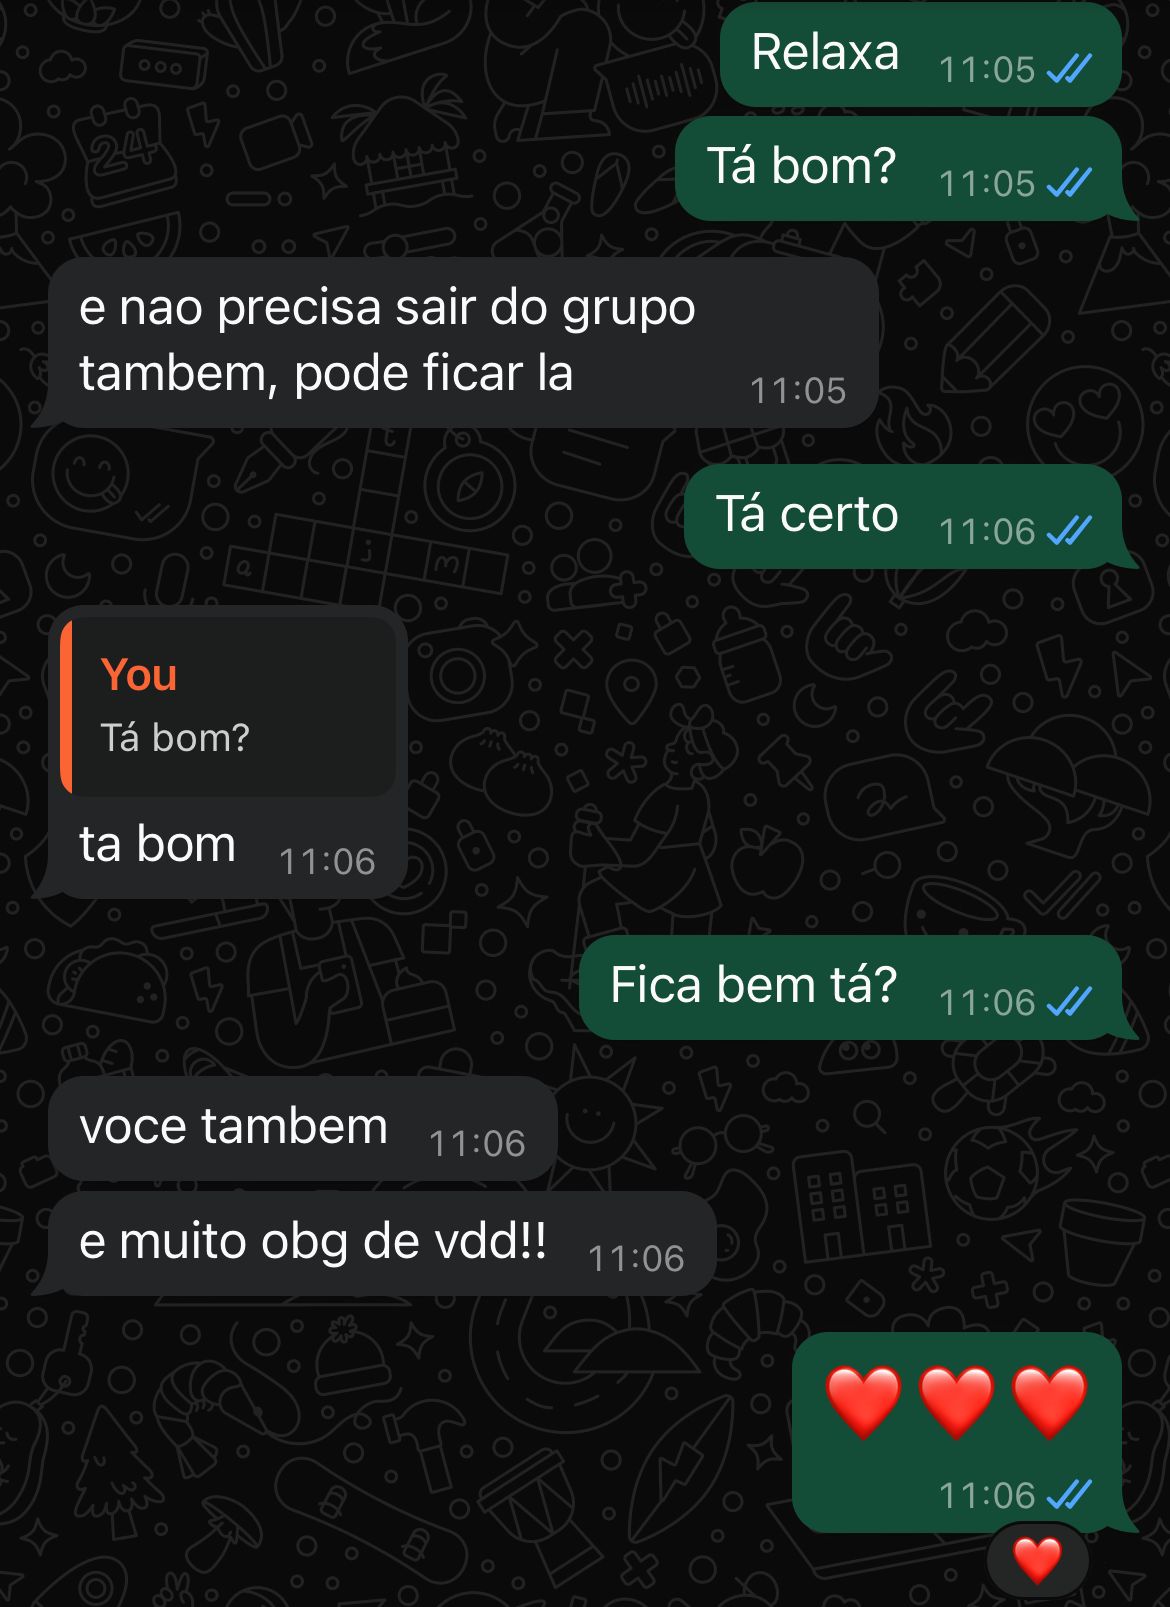 Relaxa
11:05
Tá bom?
11:05
e nao precisa sair do grupo
tambem, pode ficar la
11:05
Tá certo
11:06
You
Tá bom?
ta bom
11:06
Fica bem tá?
11:06
voce tambem
11:06
e muito obg de vdd!!
11:06
❤️❤️❤️
11:06
❤️